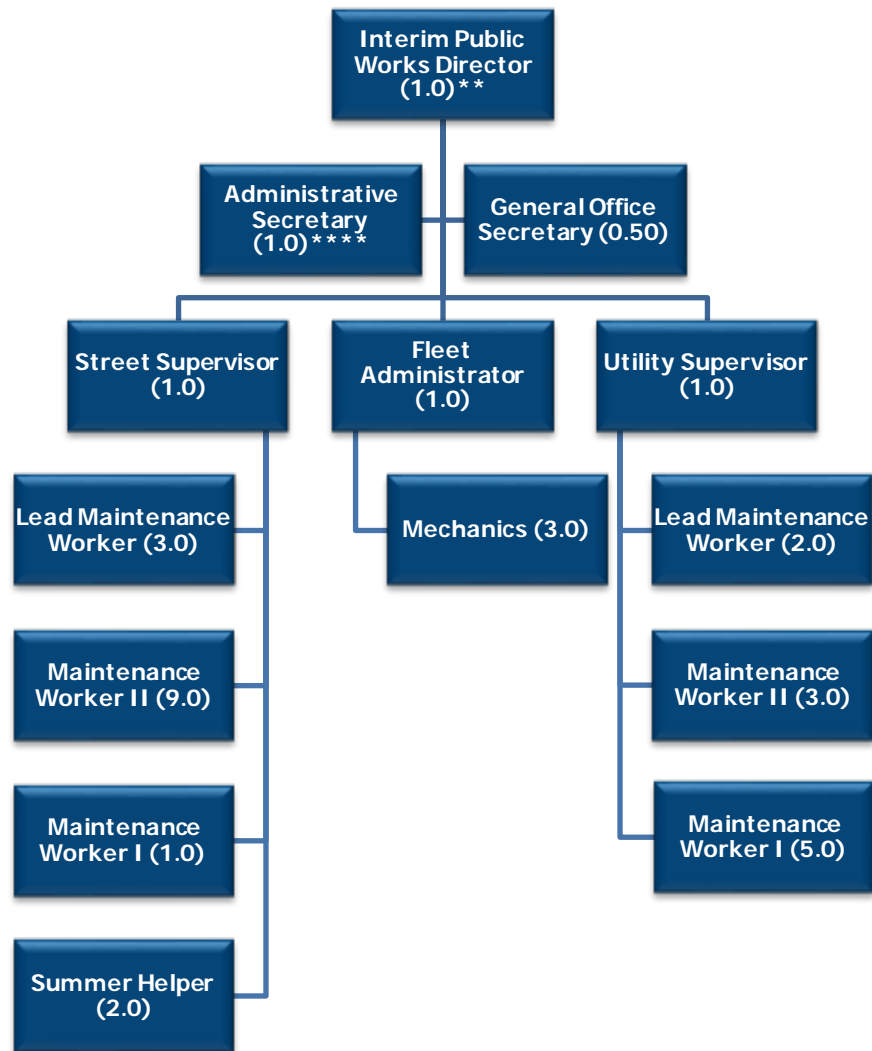 Interim Public
Works Director
(1.0)**
Administrative
Secretary
(1.0)****
General Office
Secretary (0.50)
Street Supervisor
(1.0)
Fleet
Administrator
(1.0)
Utility Supervisor
(1.0)
Lead Maintenance
Worker (3.0)
Mechanics (3.0)
Lead Maintenance
Worker (2.0)
Maintenance
Worker II (9.0)
Maintenance
Worker II (3.0)
Maintenance
Worker I (1.0)
Maintenance
Worker I (5.0)
Summer Helper
(2.0)